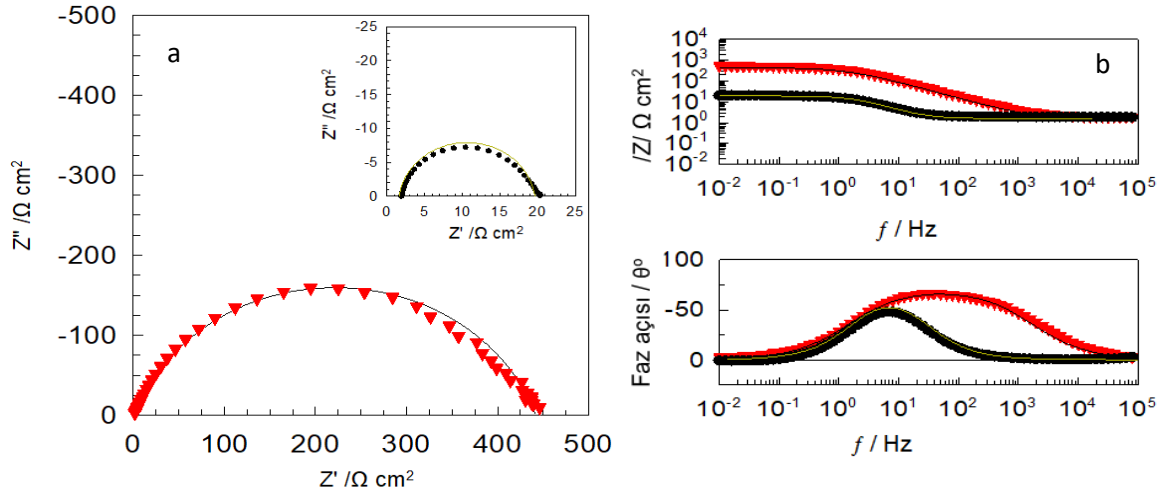 a
-500
-400
-300
-200
-100
0
Z'' /Ω cm²
0 100 200 300 400 500
Z' /Ω cm²
-25
-20
-15
-10
-5
0
Z'' /Ω cm²
0 5 10 15 20 25
Z' /Ω cm²
b
10⁴
10³
10²
10¹
10⁰
10⁻¹
10⁻²
/Z/ Ω cm²
10⁻² 10⁻¹ 10⁰ 10¹ 10² 10³ 10⁴ 10⁵
f / Hz
100
-50
0
Faz açısı / θº
10⁻² 10⁻¹ 10⁰ 10¹ 10² 10³ 10⁴ 10⁵
f / Hz